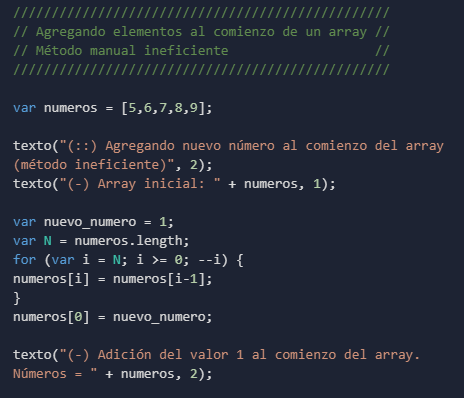 //////////////////////////////////////////////////
// Agregando elementos al comienzo de un array //
// Método manual ineficiente                   //
//////////////////////////////////////////////////
var numeros = [5,6,7,8,9];
texto("(::) Agregando nuevo número al comienzo del array
(método ineficiente)", 2);
texto("(-) Array inicial: " + numeros, 1);
var nuevo_numero = 1;
var N = numeros.length;
for (var i = N; i >= 0; --i) {
numeros[i] = numeros[i-1];
}
numeros[0] = nuevo_numero;
texto("(-) Adición del valor 1 al comienzo del array.
Números = " + numeros, 2);